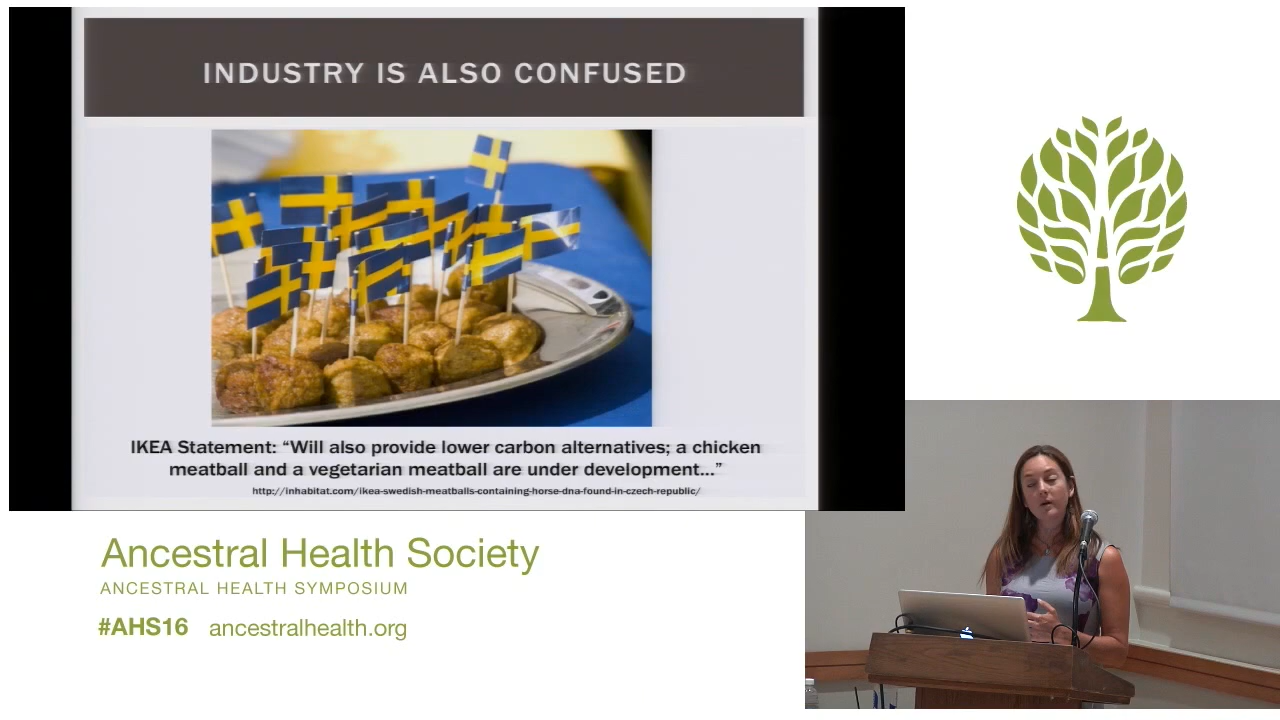 INDUSTRY IS ALSO CONFUSED
IKEA Statement: “Will also provide lower carbon alternatives; a chicken
meatball and a vegetarian meatball are under development...”
http://inhabitat.com/ikea-swedish-meatballs-containing-horse-dna-found-in-czech-republic/
Ancestral Health Society
ANCESTRAL HEALTH SYMPOSIUM
#AHS16 ancestralhealth.org